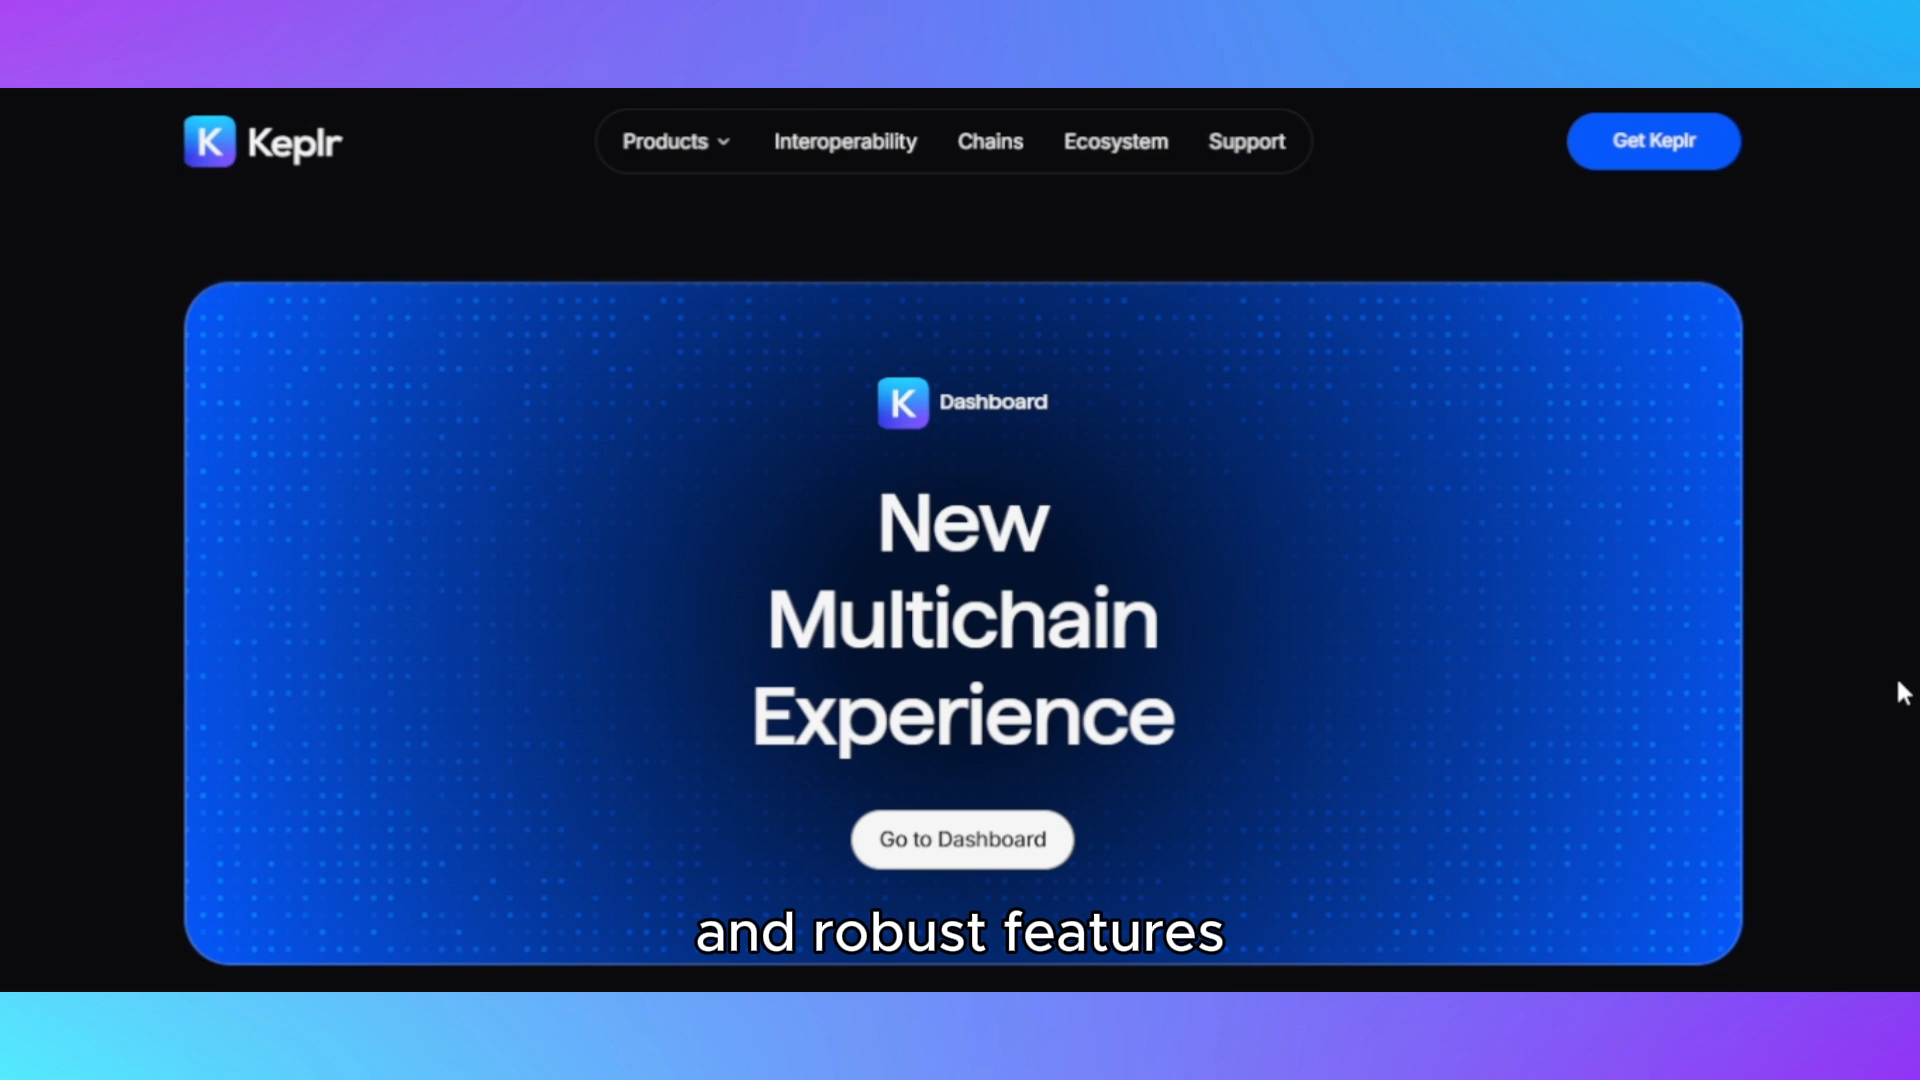 K Keplr
Products Interoperability Chains Ecosystem Support
Get Keplr
K Dashboard
New
Multichain
Experience
Go to Dashboard
and robust features